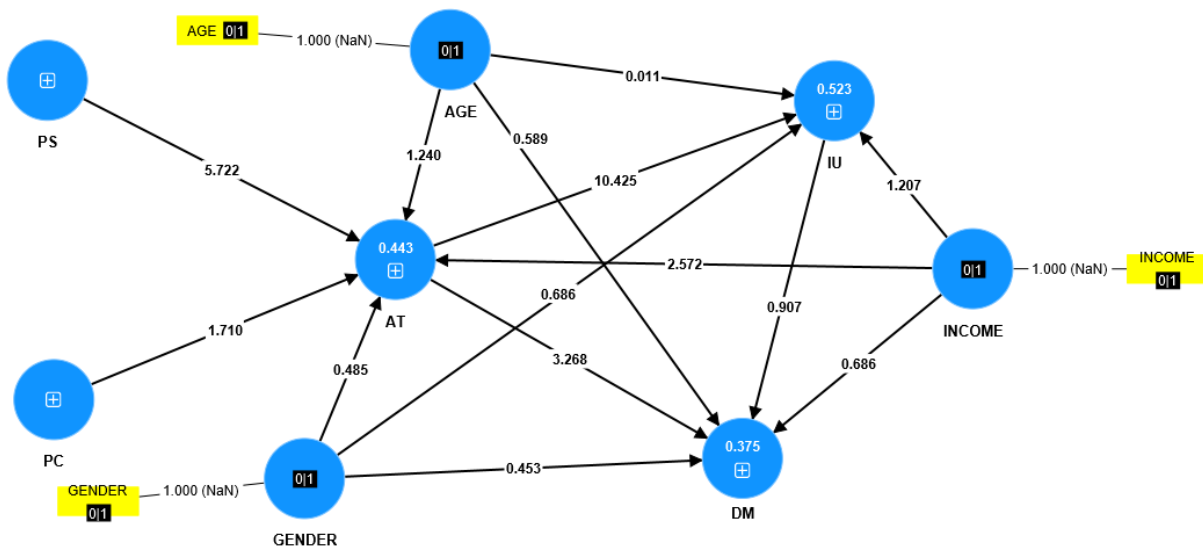 AGE 0|1
1.000 (NaN)
0|1
AGE
PS
0.011
0.523
IU
0.589
1.240
5.722
10.425
1.207
0.443
AT
2.572
0|1
INCOME
1.000 (NaN)
INCOME
0|1
0.686
0.907
1.710
0.485
3.268
0.686
PC
0.375
DM
0.453
0|1
GENDER
1.000 (NaN)
GENDER
0|1